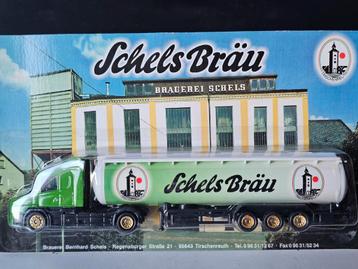 Schels Bräu
BRAUEREI SCHELS
Schels Bräu
Brauerei Bernhard Schels - Regensburger Straße 21 - 95643 Tirschenreuth - Tel. 0 96 31/13 67 - Fax 0 96 31/52 34